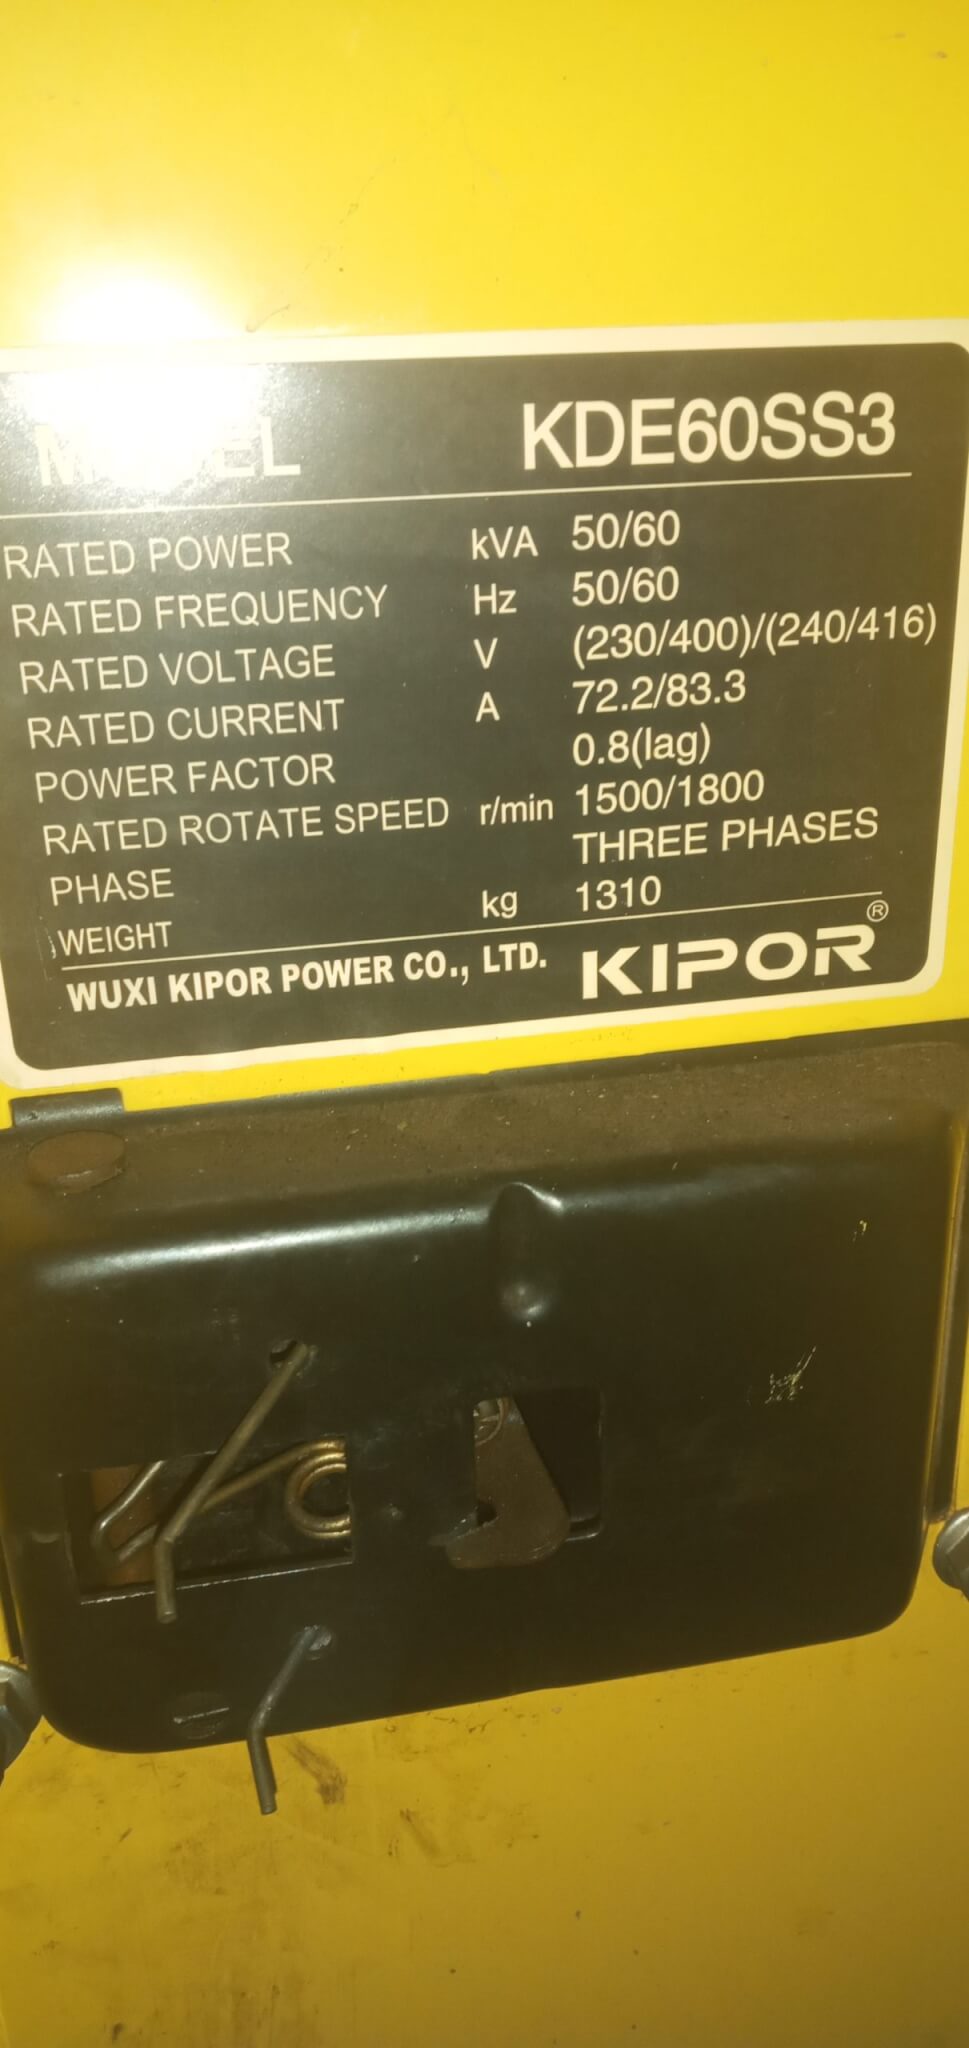 MODEL KDE60SS3
RATED POWER kVA 50/60
RATED FREQUENCY Hz 50/60
RATED VOLTAGE V (230/400)/(240/416)
RATED CURRENT A 72.2/83.3
POWER FACTOR 0.8(lag)
RATED ROTATE SPEED r/min 1500/1800
PHASE THREE PHASES
WEIGHT kg 1310
WUXI KIPOR POWER CO., LTD. KIPOR®